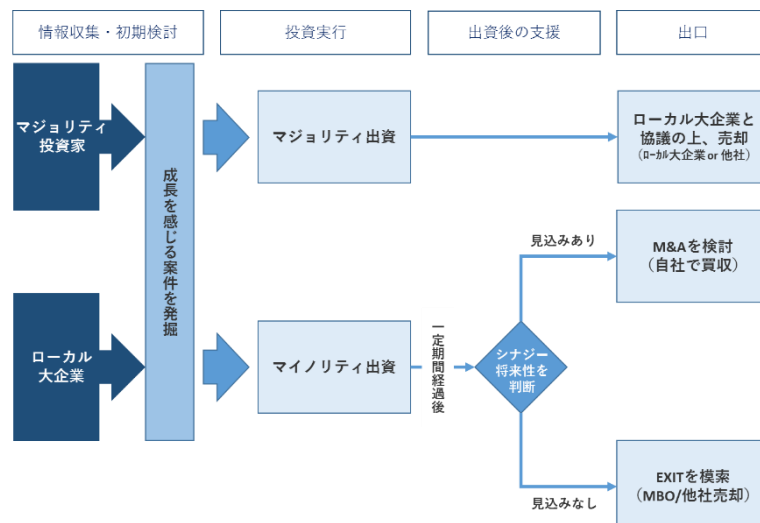 情報収集・初期検討
投資実行
出資後の支援
出口
マジョリティ
投資家
成長を感じる案件を発掘
マジョリティ出資
ローカル大企業と
協議の上、売却
（ﾛｰｶﾙ大企業 or 他社）
見込みあり
M&Aを検討
（自社で買収）
ローカル
大企業
マイノリティ出資
一定期間経過後
シナジー
将来性を
判断
見込みなし
EXITを模索
（MBO/他社売却）